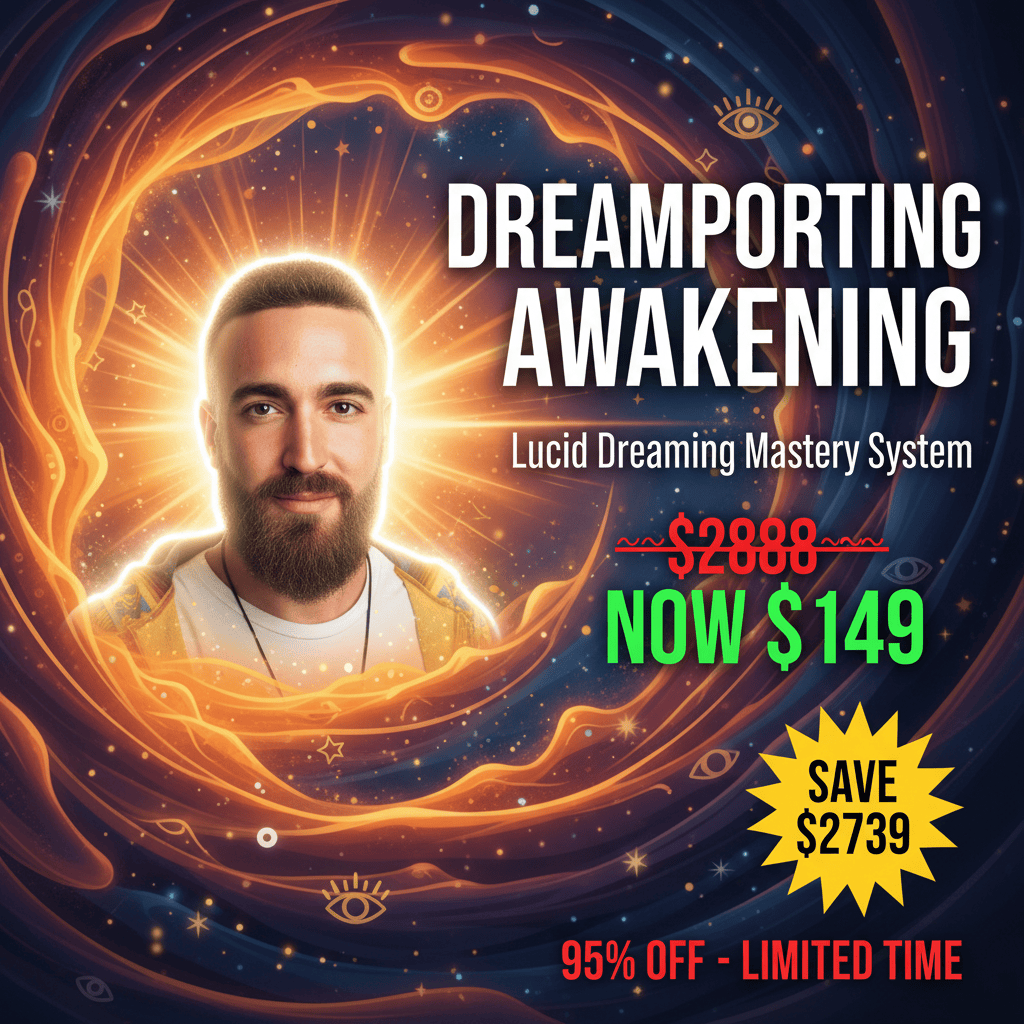 DREAMPORTING
AWAKENING
Lucid Dreaming Mastery System
$2888
NOW $149
SAVE
$2739
95% OFF - LIMITED TIME